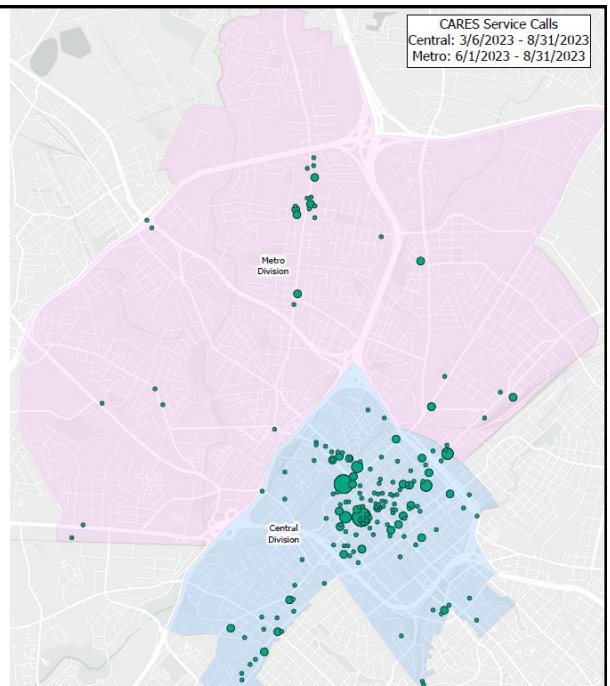 CARES Service Calls
Central: 3/6/2023 - 8/31/2023
Metro: 6/1/2023 - 8/31/2023
Metro
Division
Central
Division